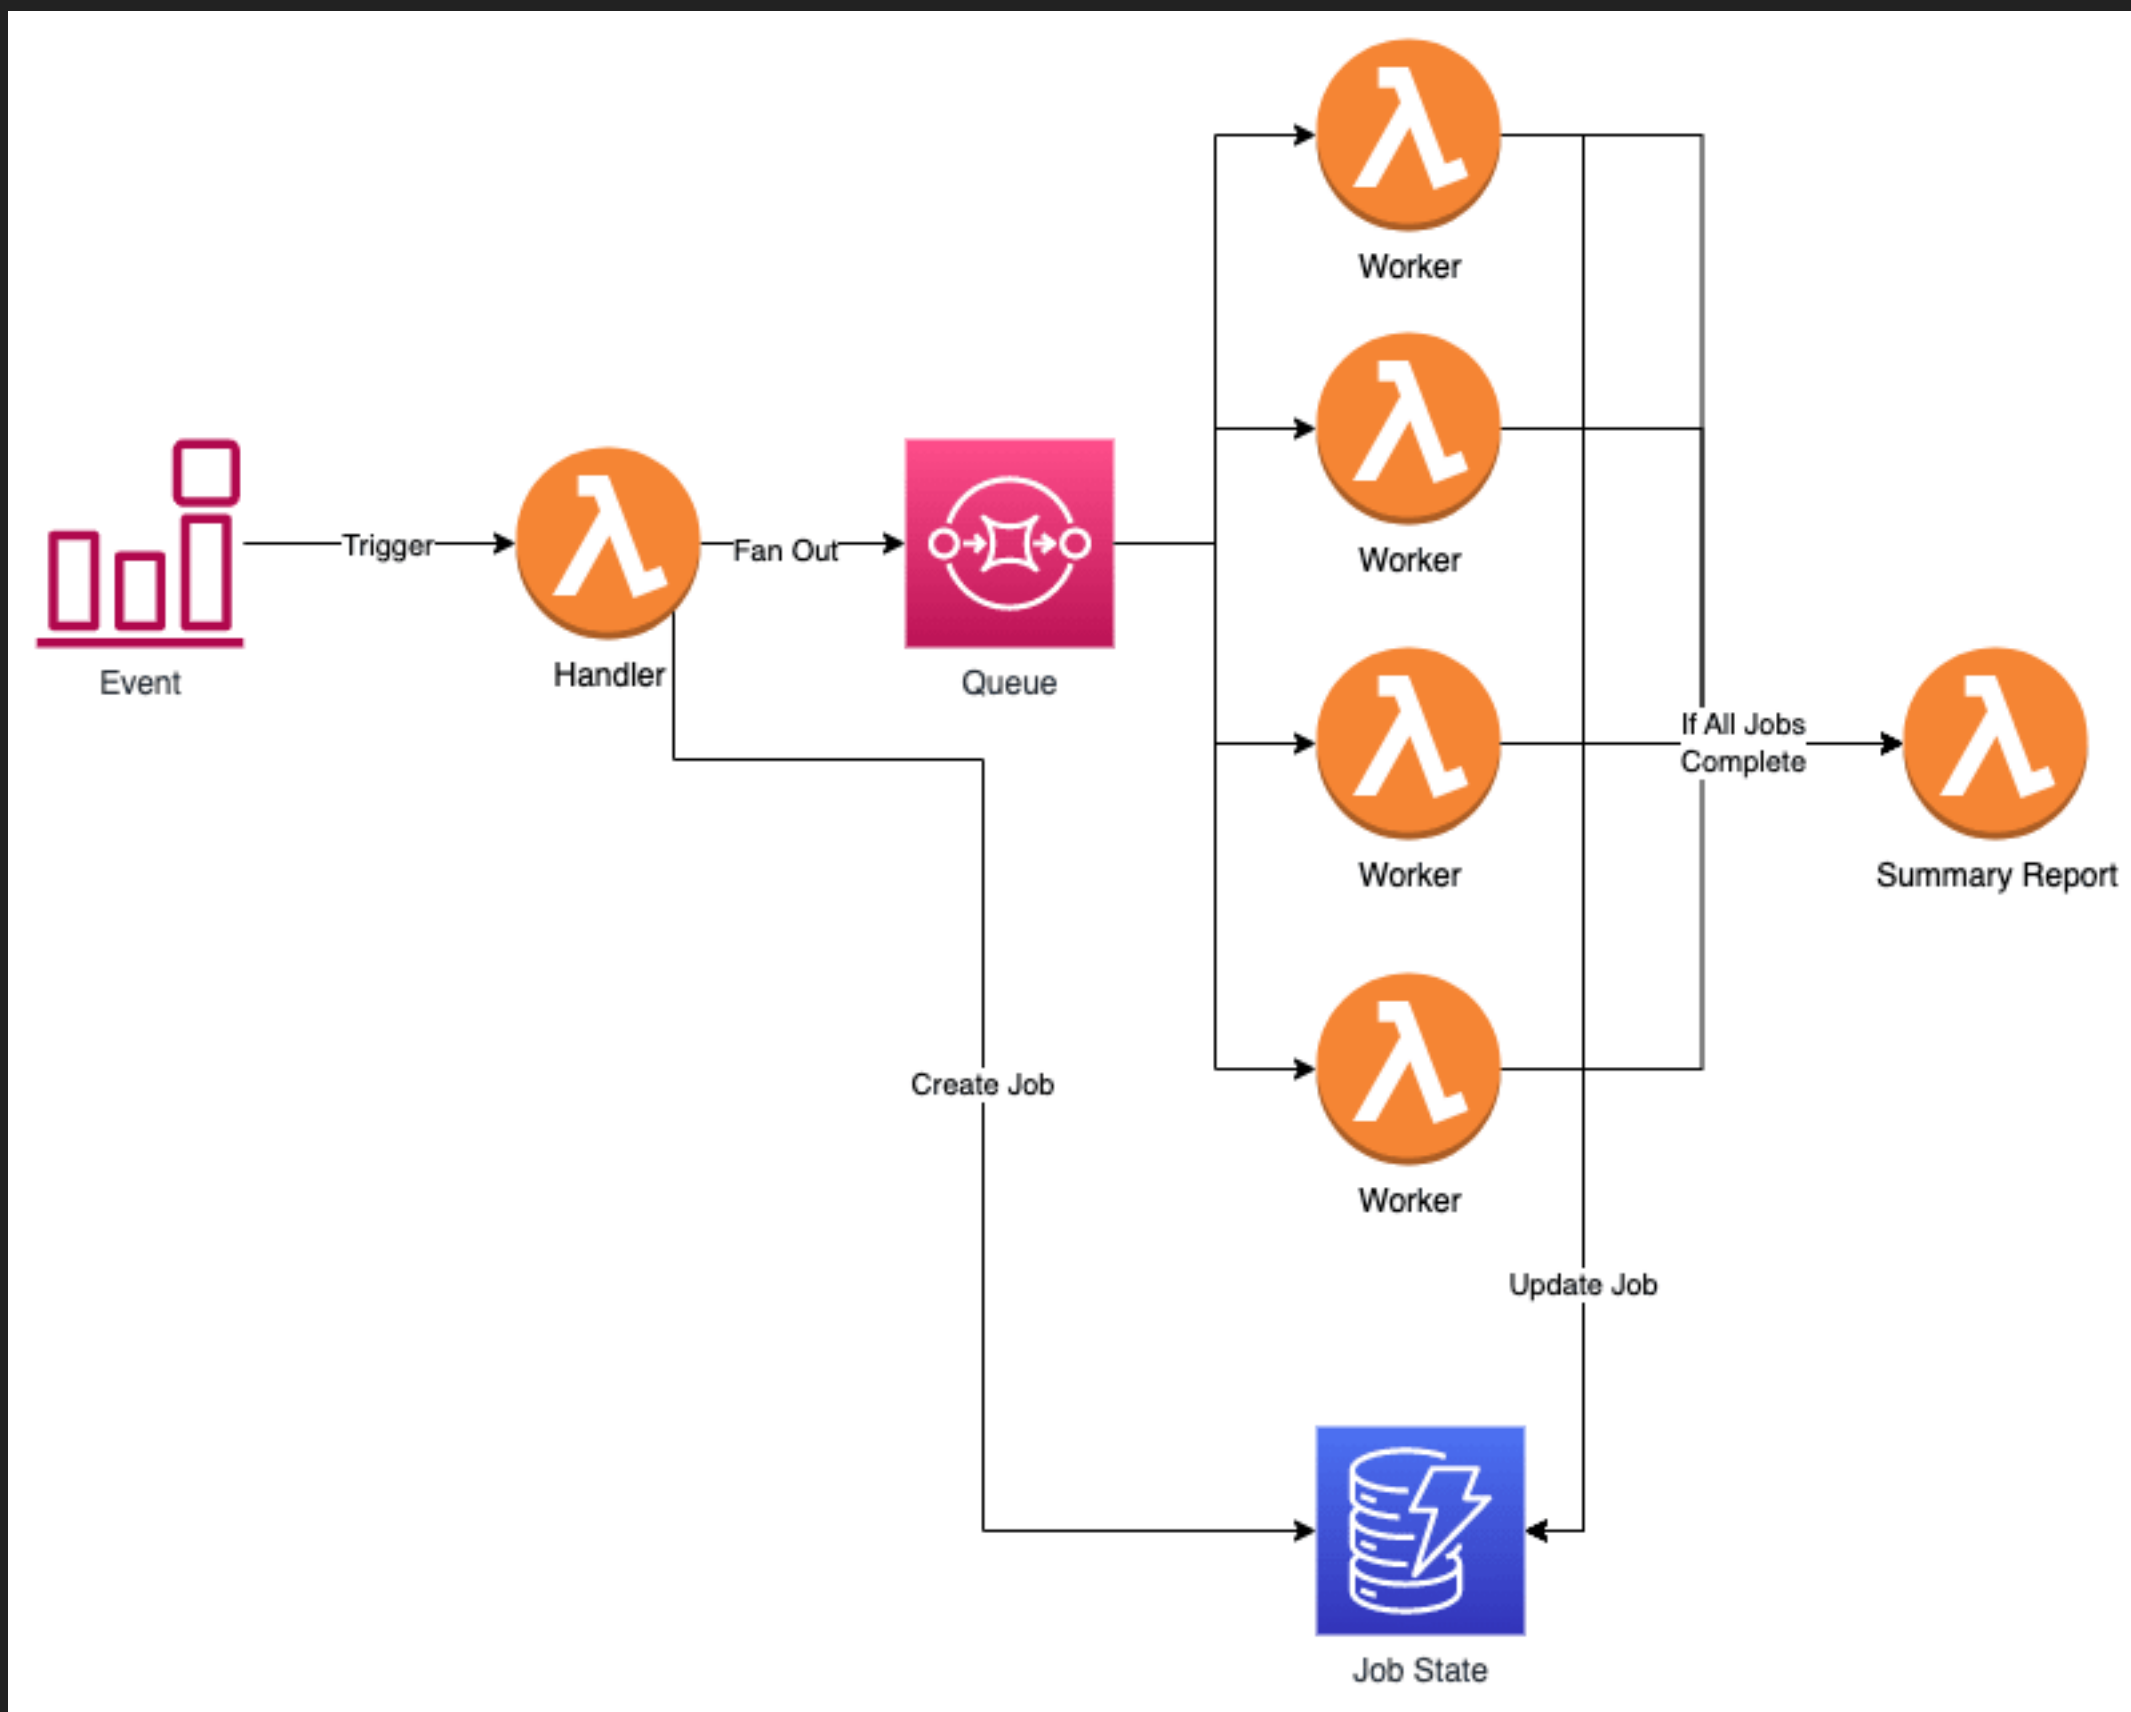 Worker
Worker
Trigger
Fan Out
Event
Handler
Queue
If All Jobs
Complete
Worker
Summary Report
Create Job
Worker
Update Job
Job State